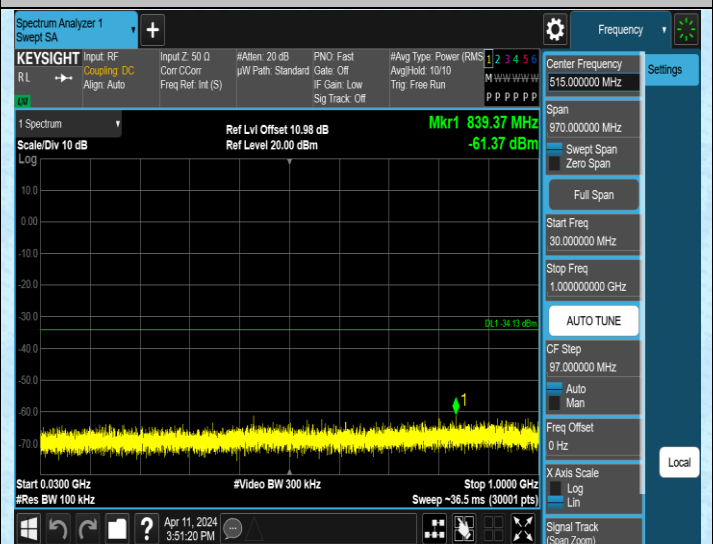 Spectrum Analyzer 1
Swept SA
+
Frequency
KEYSIGHT
RL
LXI
Input: RF
Coupling: DC
Align: Auto
Input Z: 50 Ω
Corr CCorr
Freq Ref: Int (S)
#Atten: 20 dB
µW Path: Standard
PNO: Fast
Gate: Off
IF Gain: Low
Sig Track: Off
#Avg Type: Power (RMS
Avg|Hold: 10/10
Trig: Free Run
1 2 3 4 5 6
M W W W W W
P P P P P P
1 Spectrum
Scale/Div 10 dB
Log
Ref Lvl Offset 10.98 dB
Ref Level 20.00 dBm
Mkr1 839.37 MHz
-61.37 dBm
10.0
0.00
-10.0
-20.0
-30.0
-40.0
-50.0
-60.0
-70.0
DL1 -34.13 dBm
1
Start 0.0300 GHz
#Res BW 100 kHz
#Video BW 300 kHz
Stop 1.0000 GHz
Sweep ~36.5 ms (30001 pts)
?
Apr 11, 2024
3:51:20 PM
Center Frequency
515.000000 MHz
Span
970.000000 MHz
Swept Span
Zero Span
Full Span
Start Freq
30.000000 MHz
Stop Freq
1.000000000 GHz
AUTO TUNE
CF Step
97.000000 MHz
Auto
Man
Freq Offset
0 Hz
X Axis Scale
Log
Lin
Signal Track
(Span Zoom)
Settings
Local